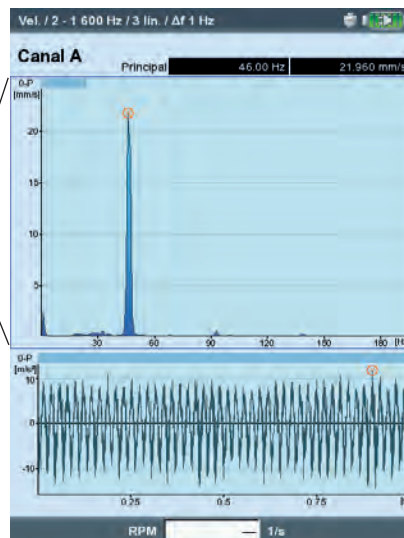 Vel. / 2 - 1 600 Hz / 3 lín. / Δf 1 Hz
Canal A
Principal 46.00 Hz 21.960 mm/s
0-P
[mm/s]
20
15
10
5
30 60 90 120 150 180 [H
0-P
[m/s²]
10
0
-10
0.25 0.5 0.75
RPM — 1/s